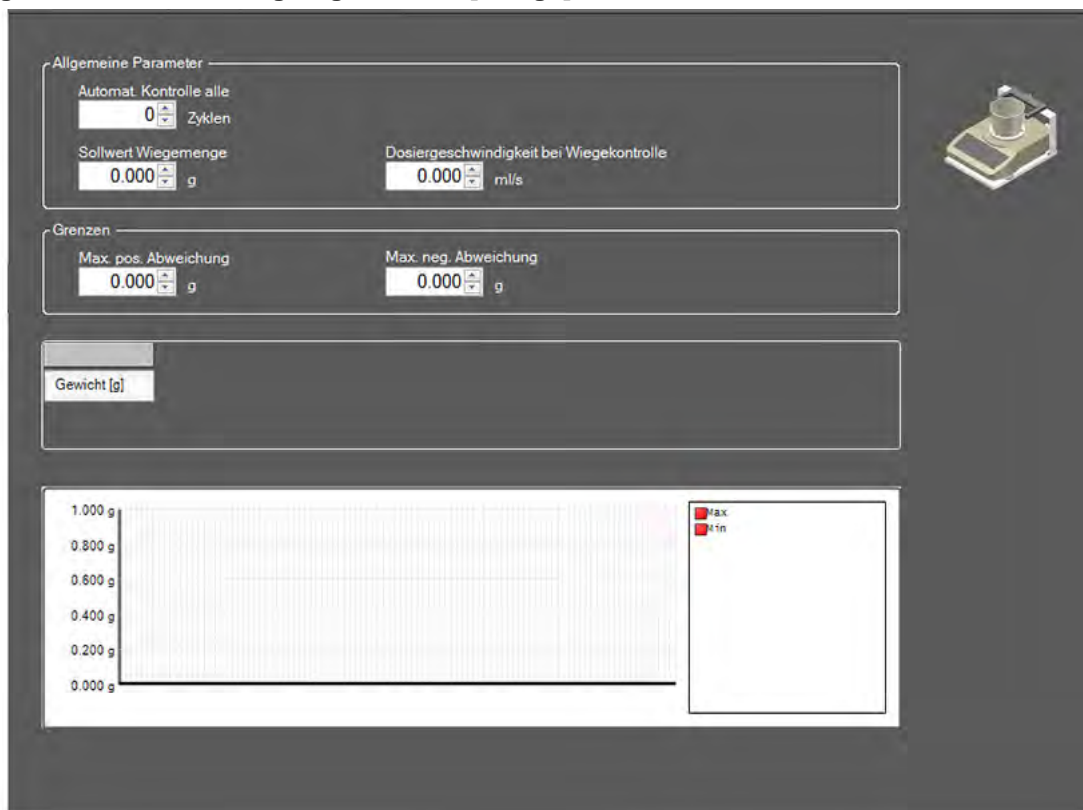 Allgemeine Parameter
Automat. Kontrolle alle
0 Zyklen
Sollwert Wiegemenge Dosiergeschwindigkeit bei Wiegekontrolle
0.000 g 0.000 ml/s
Grenzen
Max. pos. Abweichung Max. neg. Abweichung
0.000 g 0.000 g
Gewicht [g]
1.000 g
0.800 g
0.600 g
0.400 g
0.200 g
0.000 g
Max
Min